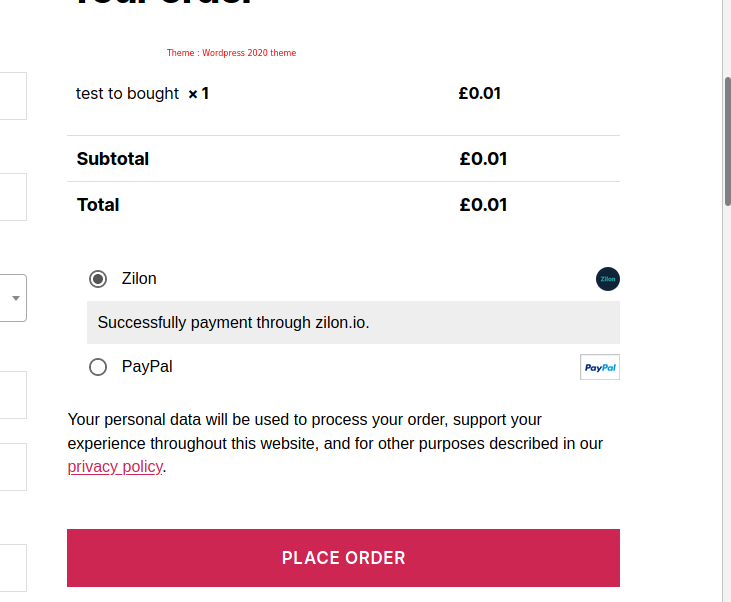 Your order
Theme : Wordpress 2020 theme
test to bought × 1 £0.01
Subtotal £0.01
Total £0.01
Zilon Zilon
Successfully payment through zilon.io.
PayPal PayPal
Your personal data will be used to process your order, support your
experience throughout this website, and for other purposes described in our
privacy policy.
PLACE ORDER